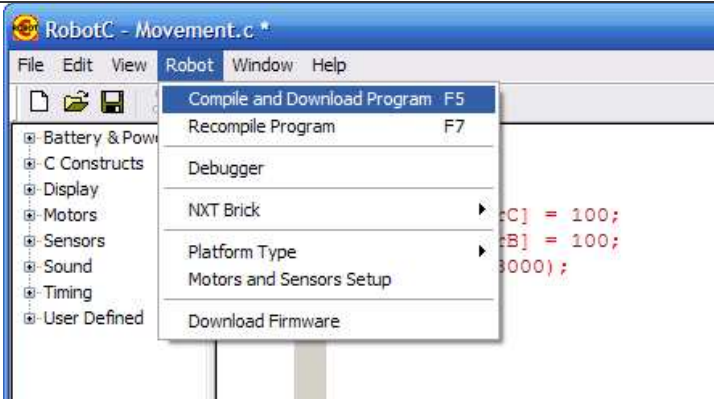 RobotC - Movement.c *
File Edit View Robot Window Help
Compile and Download Program F5
Recompile Program F7
Debugger
NXT Brick
Platform Type
Motors and Sensors Setup
Download Firmware
Battery &
C Constructs
Display
Motors
Sensors
Sound
Timing
User Defined
C] = 100;
B] = 100;
000);